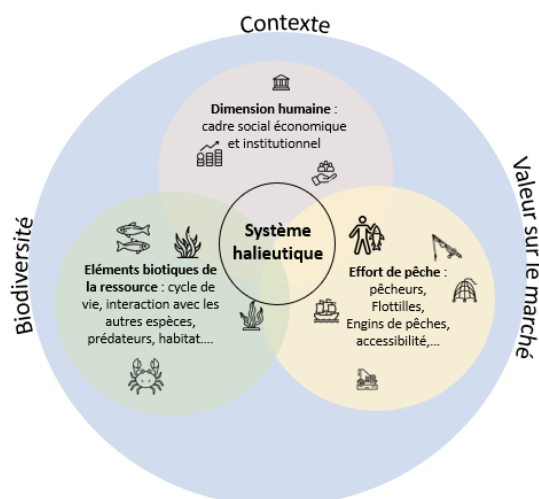 Contexte
Dimension humaine :
cadre social économique
et institutionnel
Biodiversité
Valeur sur le marché
Système
halieutique
Eléments biotiques de
la ressource : cycle de
vie, interaction avec les
autres espèces,
prédateurs, habitat....
Effort de pêche :
pêcheurs,
Flottilles,
Engins de pêches,
accessibilité,...